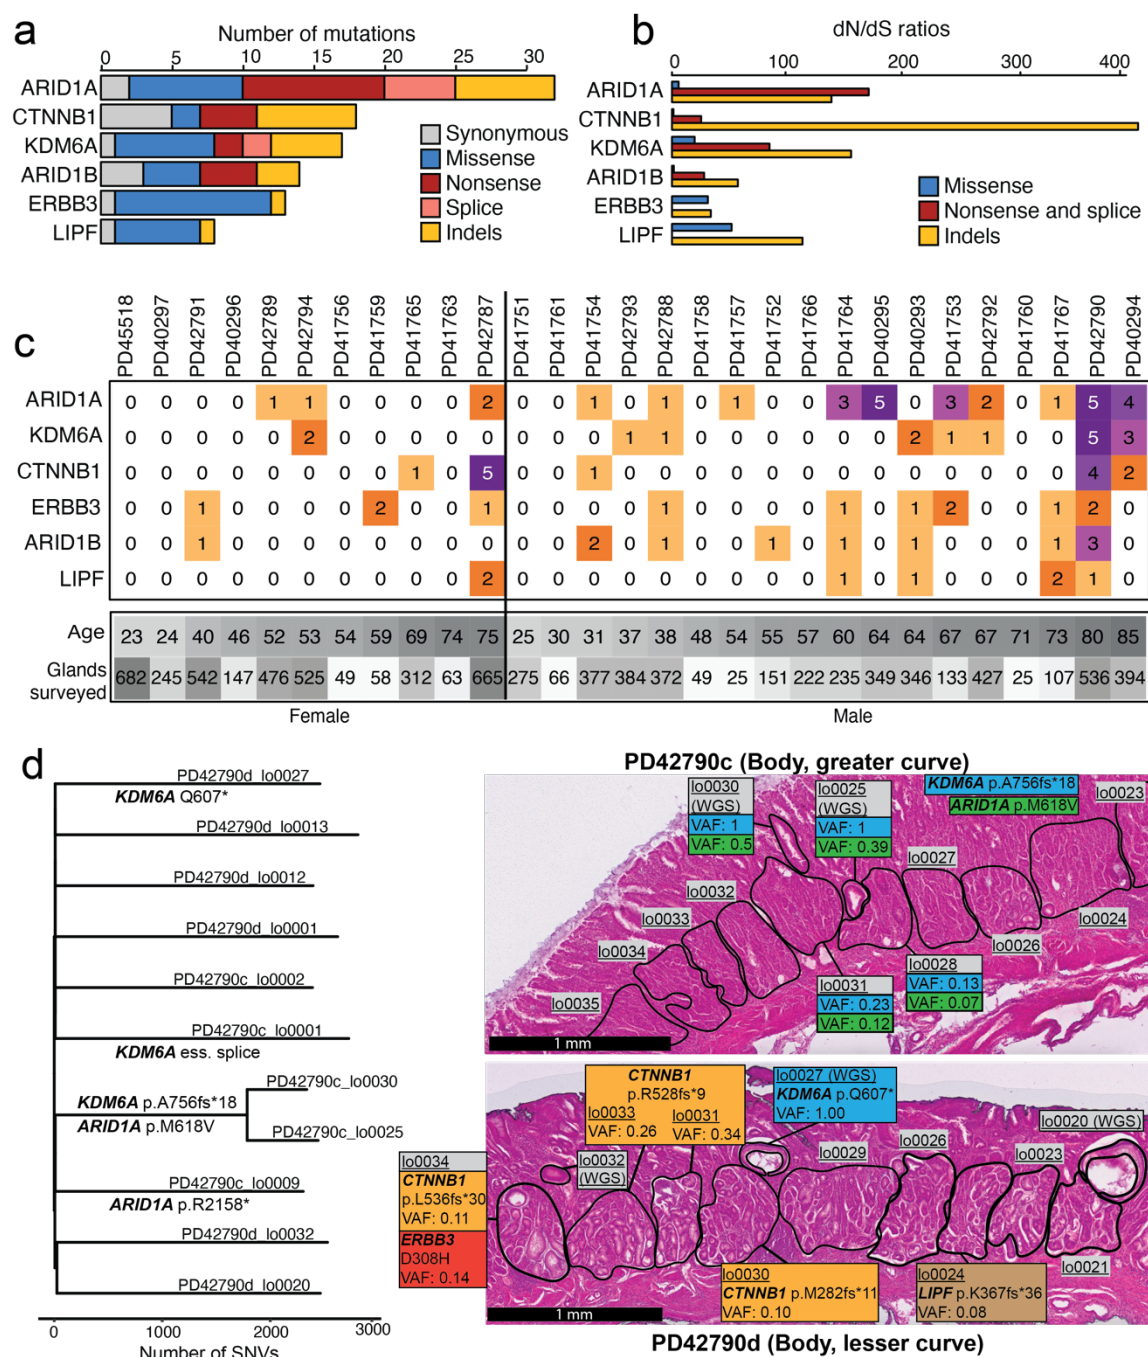 a
Number of mutations
0 5 10 15 20 25 30
ARID1A
CTNNB1
KDM6A
ARID1B
ERBB3
LIPF
Synonymous
Missense
Nonsense
Splice
Indels
b
dN/dS ratios
0 100 200 300 400
ARID1A
CTNNB1
KDM6A
ARID1B
ERBB3
LIPF
Missense
Nonsense and splice
Indels
c
PD45518 PD40297 PD42791 PD40296 PD42789 PD42794 PD41756 PD41759 PD41765 PD41763 PD42787 PD41751 PD41761 PD41754 PD42793 PD42788 PD41758 PD41757 PD41752 PD41766 PD41764 PD40295 PD40293 PD41753 PD42792 PD41760 PD41767 PD42790 PD40294
ARID1A 0 0 0 0 1 1 0 0 0 0 2 0 0 1 0 1 0 1 0 0 3 5 0 3 2 0 1 5 4
KDM6A 0 0 0 0 0 2 0 0 0 0 0 0 0 0 1 1 0 0 0 0 0 0 2 1 1 0 0 5 3
CTNNB1 0 0 0 0 0 0 0 0 1 0 5 0 0 1 0 0 0 0 0 0 0 0 0 0 0 0 0 4 2
ERBB3 0 0 1 0 0 0 0 2 0 0 1 0 0 0 0 1 0 0 0 0 1 0 1 2 0 0 1 2 0
ARID1B 0 0 1 0 0 0 0 0 0 0 0 0 0 2 0 1 0 0 1 0 1 0 1 0 0 0 1 3 0
LIPF 0 0 0 0 0 0 0 0 0 0 2 0 0 0 0 0 0 0 0 0 1 0 1 0 0 0 2 1 0
Age 23 24 40 46 52 53 54 59 69 74 75 25 30 31 37 38 48 54 55 57 60 64 64 67 67 71 73 80 85
Glands
surveyed
682 245 542 147 476 525 49 58 312 63 665 275 66 377 384 372 49 25 151 222 235 349 346 133 427 25 107 536 394
Female
Male
d
PD42790d_lo0027
KDM6A Q607*
PD42790d_lo0013
PD42790d_lo0012
PD42790d_lo0001
PD42790c_lo0002
PD42790c_lo0001
KDM6A ess. splice
PD42790c_lo0030
KDM6A p.A756fs*18
ARID1A p.M618V
PD42790c_lo0025
PD42790c_lo0009
ARID1A p.R2158*
PD42790d_lo0032
PD42790d_lo0020
0 1000 2000 3000
Number of SNVs
PD42790c (Body, greater curve)
lo0030
(WGS)
VAF: 1
VAF: 0.5
lo0025
(WGS)
VAF: 1
VAF: 0.39
KDM6A p.A756fs*18
ARID1A p.M618V
lo0023
lo0027
lo0032
lo0033
lo0034
lo0035
lo0024
lo0026
lo0028
VAF: 0.13
VAF: 0.07
lo0031
VAF: 0.23
VAF: 0.12
1 mm
CTNNB1
p.R528fs*9
lo0033
VAF: 0.26
lo0031
VAF: 0.34
lo0027 (WGS)
KDM6A p.Q607*
VAF: 1.00
lo0026
lo0020 (WGS)
lo0023
lo0029
lo0032
(WGS)
lo0034
CTNNB1
p.L536fs*30
VAF: 0.11
ERBB3
D308H
VAF: 0.14
lo0030
CTNNB1 p.M282fs*11
VAF: 0.10
lo0024
LIPF p.K367fs*36
VAF: 0.08
lo0021
1 mm
PD42790d (Body, lesser curve)